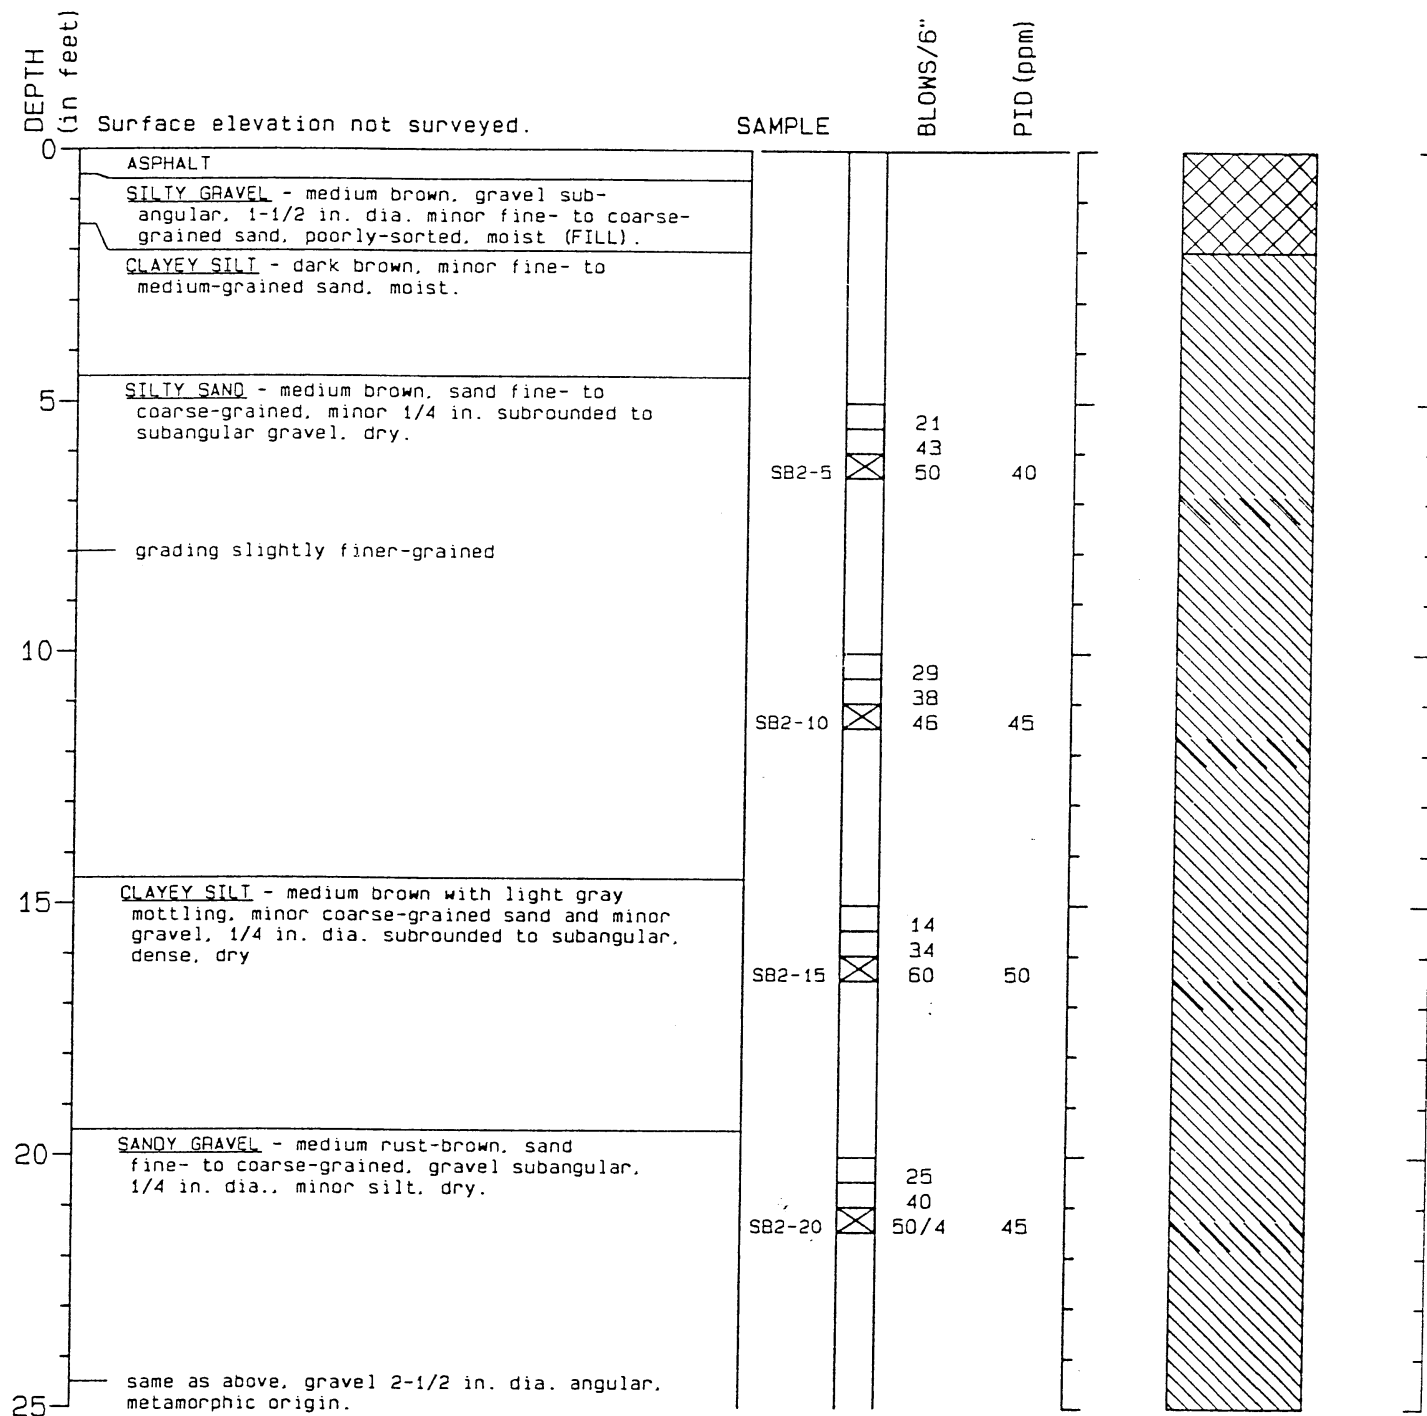 DEPTH
(in feet)
Surface elevation not surveyed.
SAMPLE
BLOWS/6"
PID (ppm)
0
ASPHALT
SILTY GRAVEL - medium brown, gravel sub-
angular, 1-1/2 in. dia. minor fine- to coarse-
grained sand, poorly-sorted, moist (FILL).
CLAYEY SILT - dark brown, minor fine- to
medium-grained sand, moist.
5
SILTY SAND - medium brown, sand fine- to
coarse-grained, minor 1/4 in. subrounded to
subangular gravel, dry.
21
43
SB2-5 50 40
grading slightly finer-grained
10
29
38
SB2-10 46 45
15
CLAYEY SILT - medium brown with light gray
mottling, minor coarse-grained sand and minor
gravel, 1/4 in. dia. subrounded to subangular,
dense, dry
14
34
SB2-15 60 50
20
SANDY GRAVEL - medium rust-brown, sand
fine- to coarse-grained, gravel subangular,
1/4 in. dia., minor silt, dry.
25
40
SB2-20 50/4 45
same as above, gravel 2-1/2 in. dia. angular,
metamorphic origin.
25